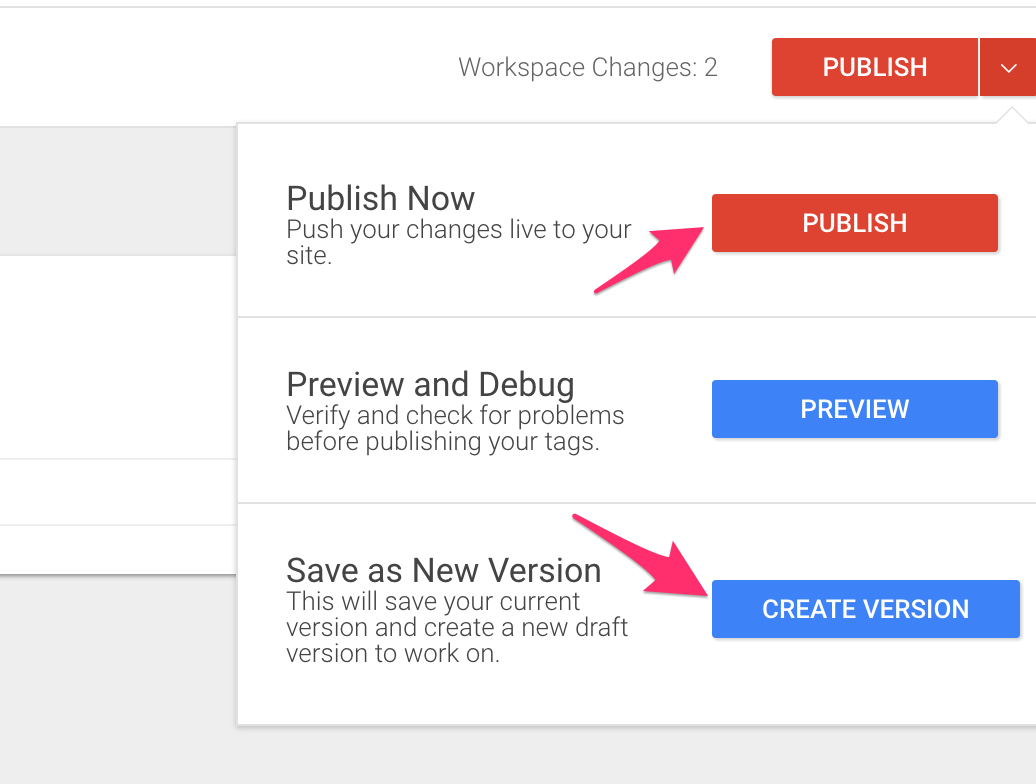 Workspace Changes: 2
PUBLISH
Publish Now
Push your changes live to your
site.
PUBLISH
Preview and Debug
Verify and check for problems
before publishing your tags.
PREVIEW
Save as New Version
This will save your current
version and create a new draft
version to work on.
CREATE VERSION